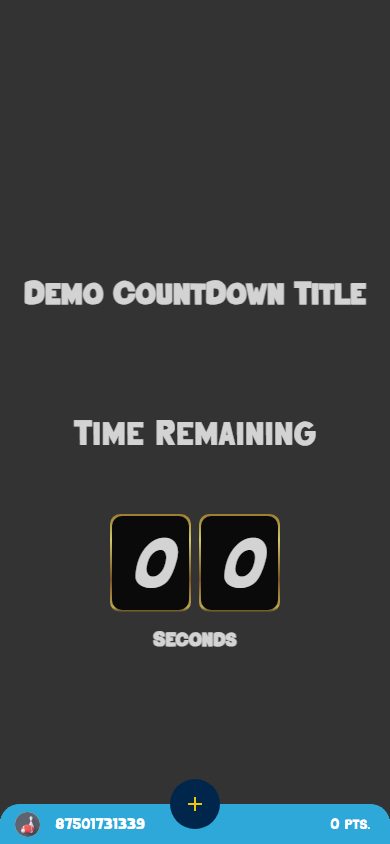 Demo CountDown Title
Time Remaining
0 0
Seconds
87501731339
0 PTS.